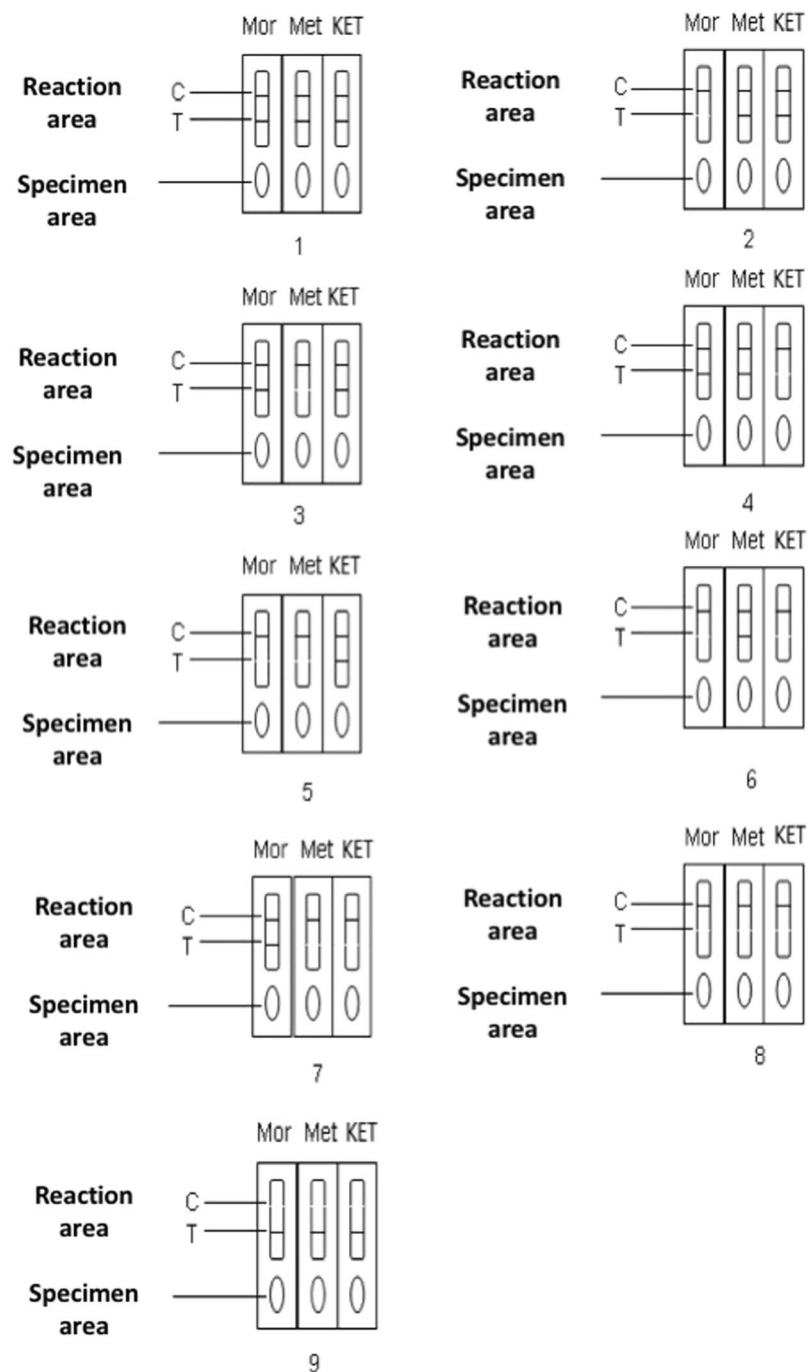 Mor Met KET
Reaction
area
C
T
Specimen
area
1
Mor Met KET
Reaction
area
C
T
Specimen
area
2
Mor Met KET
Reaction
area
C
T
Specimen
area
3
Mor Met KET
Reaction
area
C
T
Specimen
area
4
Mor Met KET
Reaction
area
C
T
Specimen
area
5
Mor Met KET
Reaction
area
C
T
Specimen
area
6
Mor Met KET
Reaction
area
C
T
Specimen
area
7
Mor Met KET
Reaction
area
C
T
Specimen
area
8
Mor Met KET
Reaction
area
C
T
Specimen
area
9